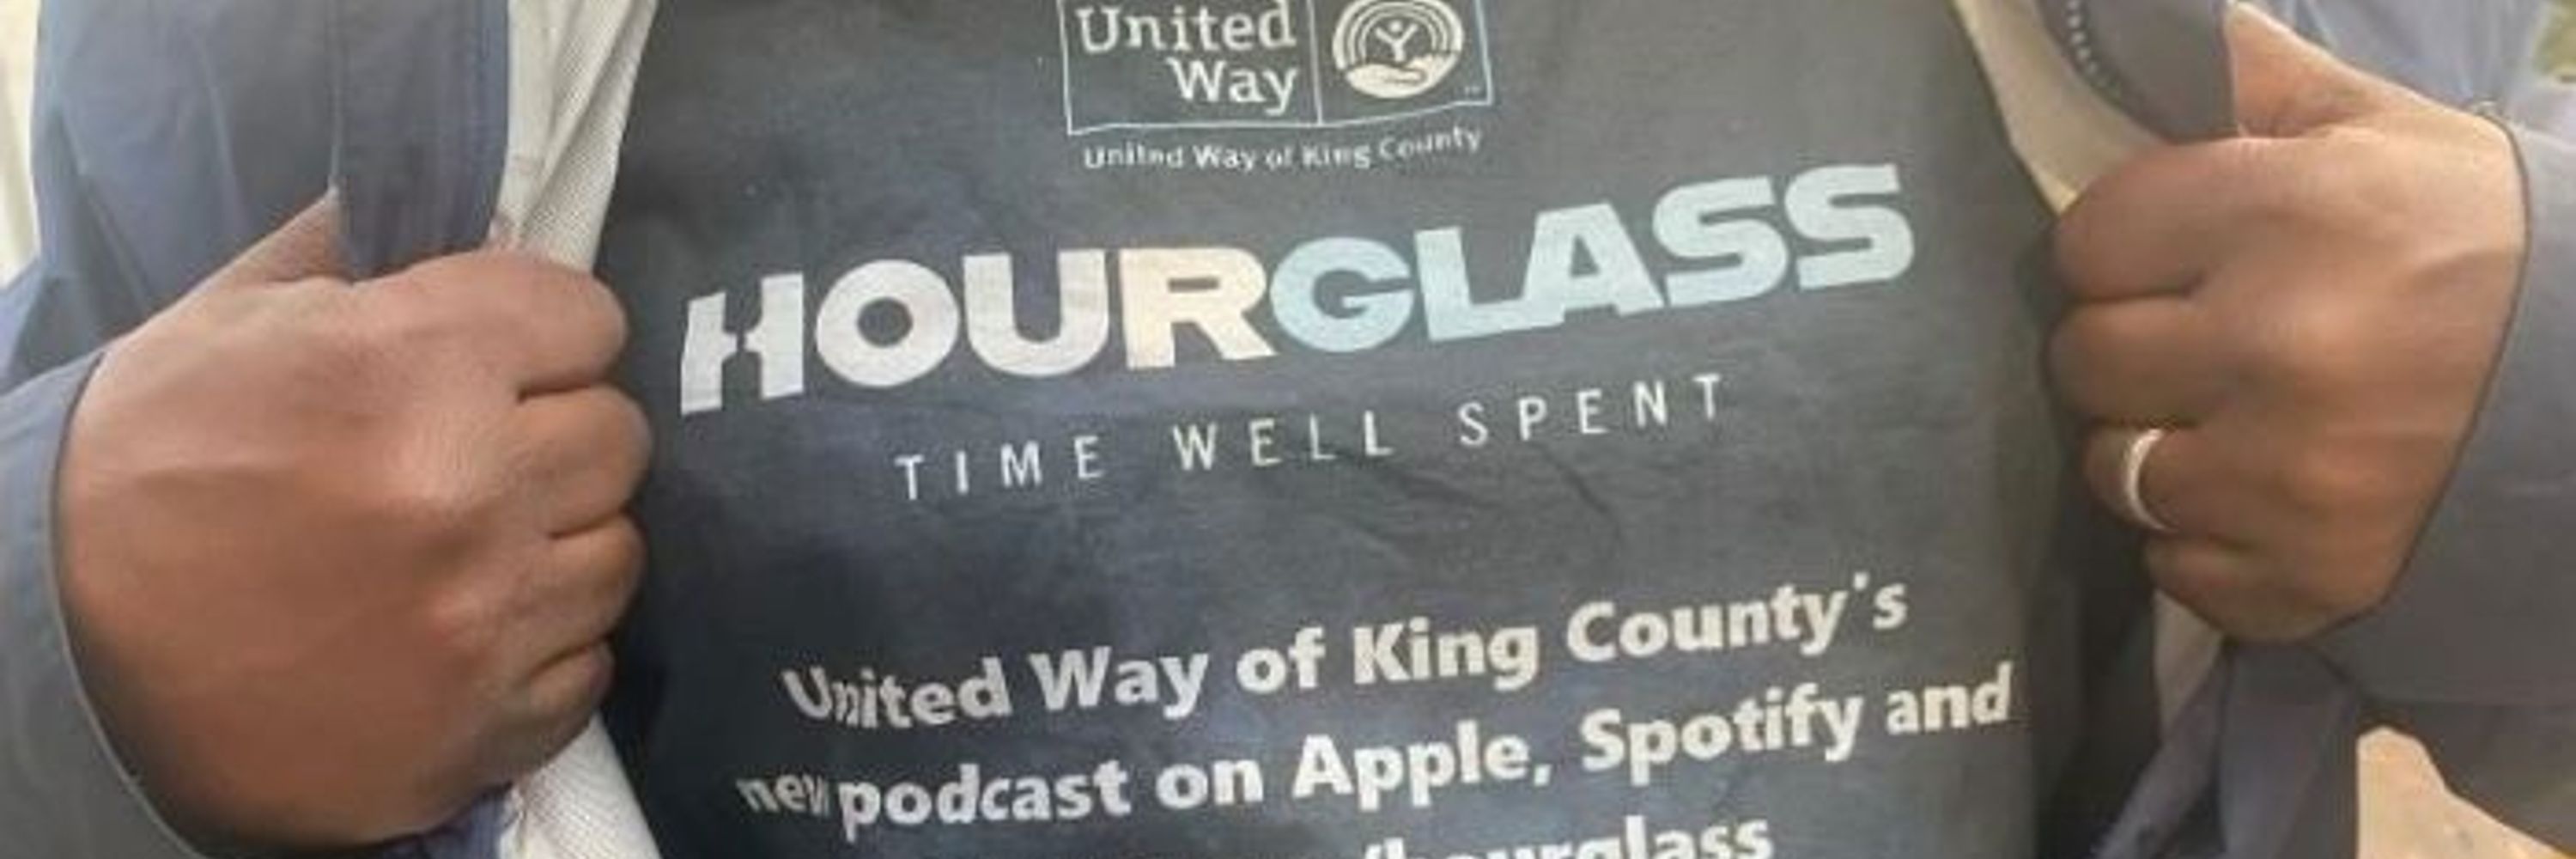 United
Way
United Way of King County
HOURGLASS
TIME WELL SPENT
United Way of King County's
new podcast on Apple, Spotify and
/hourglass